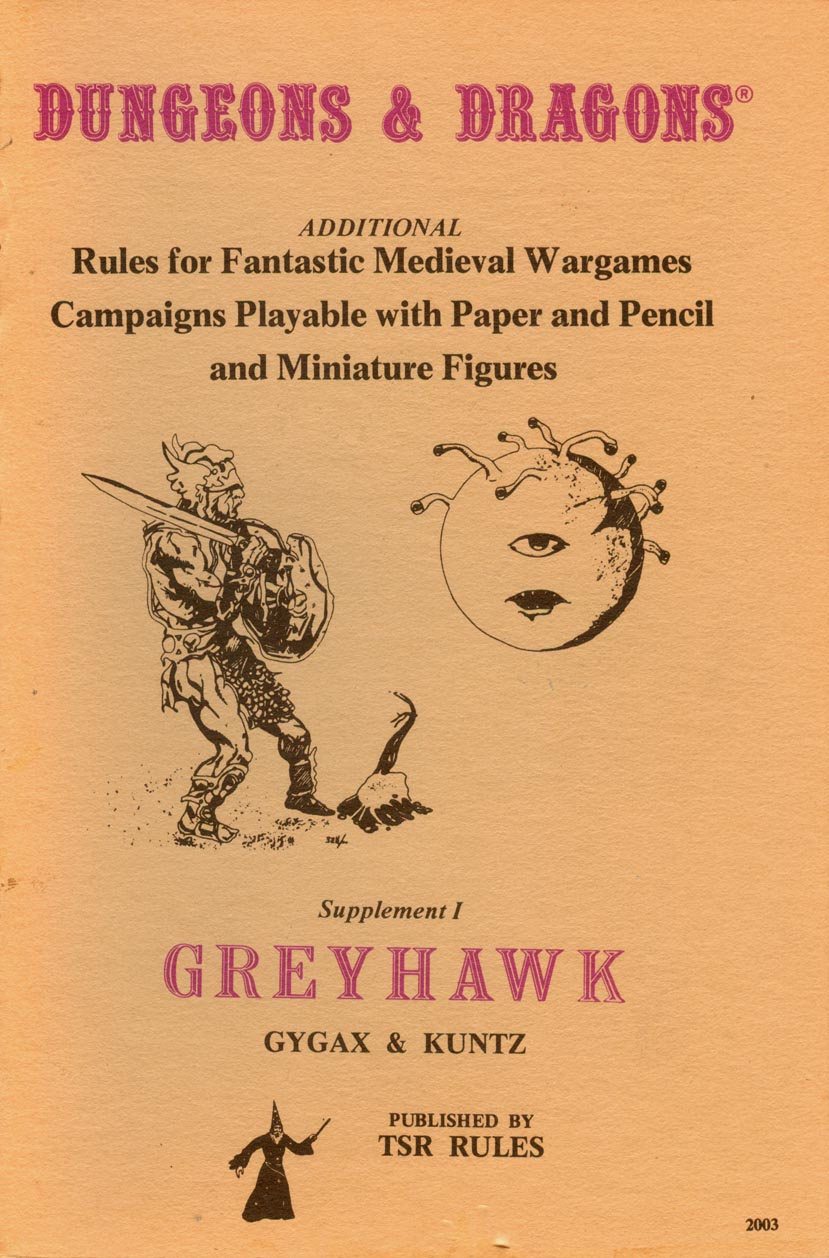 DUNGEONS & DRAGONS®
ADDITIONAL
Rules for Fantastic Medieval Wargames
Campaigns Playable with Paper and Pencil
and Miniature Figures
Supplement I
GREYHAWK
GYGAX & KUNTZ
PUBLISHED BY
TSR RULES
2003